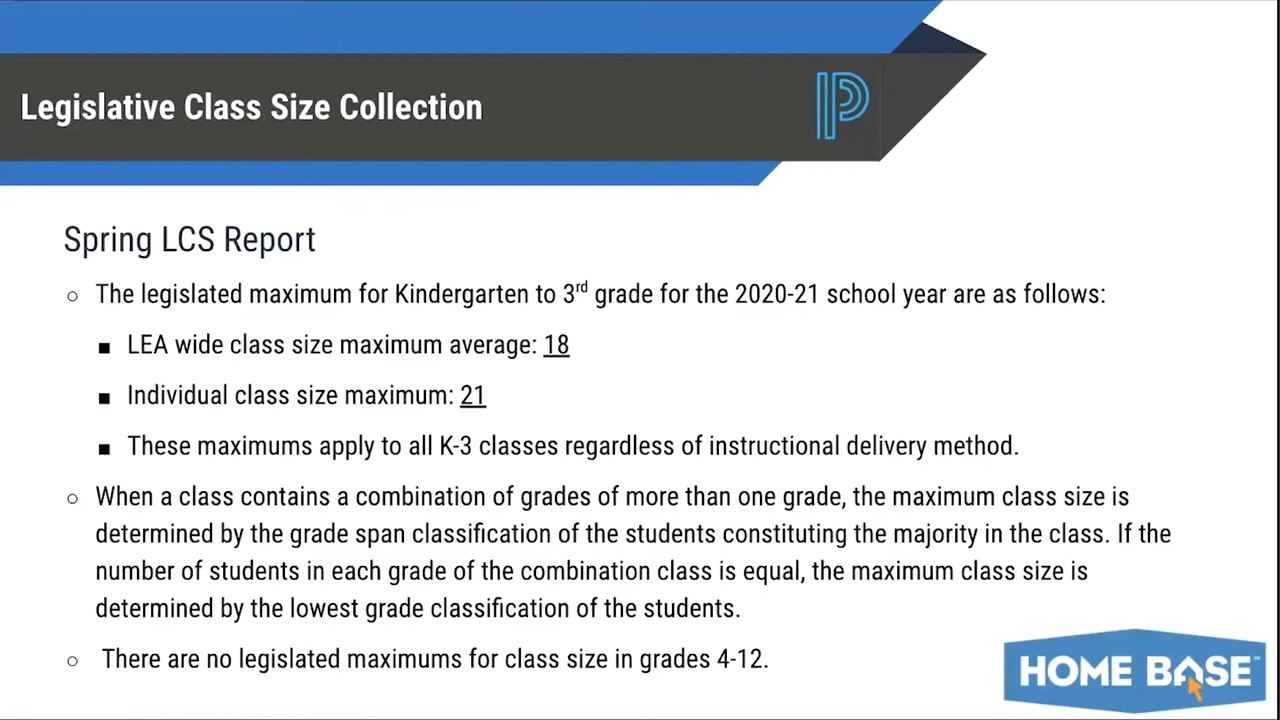 Legislative Class Size Collection
Spring LCS Report
○ The legislated maximum for Kindergarten to 3rd grade for the 2020-21 school year are as follows:
■ LEA wide class size maximum average: 18
■ Individual class size maximum: 21
■ These maximums apply to all K-3 classes regardless of instructional delivery method.
○ When a class contains a combination of grades of more than one grade, the maximum class size is
determined by the grade span classification of the students constituting the majority in the class. If the
number of students in each grade of the combination class is equal, the maximum class size is
determined by the lowest grade classification of the students.
○ There are no legislated maximums for class size in grades 4-12.
HOME BASE